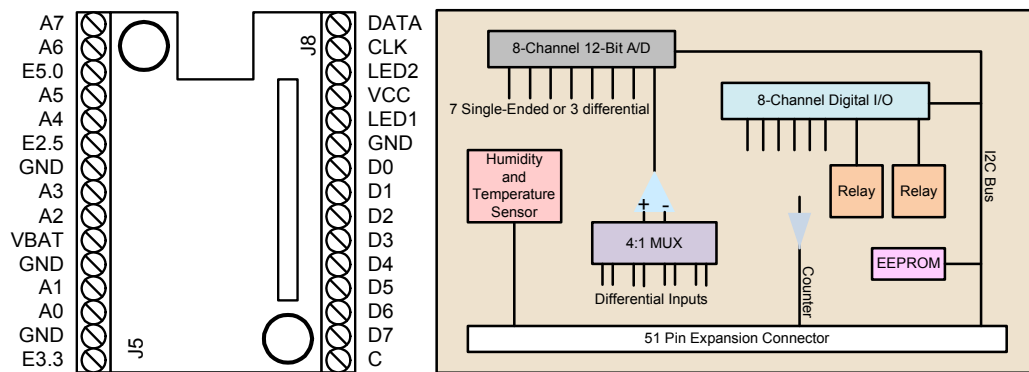 A7
A6
E5.0
A5
A4
E2.5
GND
A3
A2
VBAT
GND
A1
A0
GND
E3.3
J5
J8
DATA
CLK
LED2
VCC
LED1
GND
D0
D1
D2
D3
D4
D5
D6
D7
C
8-Channel 12-Bit A/D
7 Single-Ended or 3 differential
8-Channel Digital I/O
Humidity
and
Temperature
Sensor
+ -
4:1 MUX
Differential Inputs
Relay
Relay
I2C Bus
EEPROM
Counter
51 Pin Expansion Connector